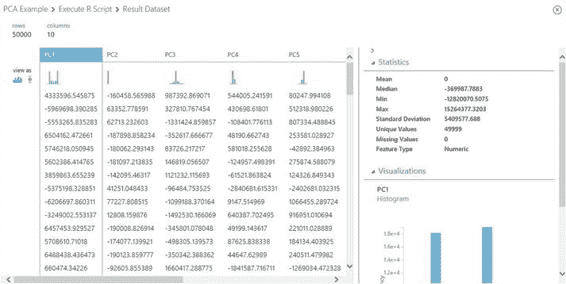 PCA Example > Execute R Script > Result Dataset
rows
50000
columns
10
view as
PC1 PC2 PC3 PC4 PC5
4333596.545875 -160458.565988 987392.869071 544005.241591 80247.994108
-5969698.390285 63352.778591 327810.767454 430698.61801 512318.980226
-5553265.835283 62713.232603 -1331424.859857 -108401.776113 807334.488845
6504162.472661 -187898.858234 -352617.666677 48190.662743 253581.028927
5746218.050945 -180062.293143 83726.217217 581018.255628 -42892.384963
5602386.414765 -181097.213835 146819.056507 -124957.498391 275874.588079
3859863.655239 -142095.46317 1121232.115693 -61521.863824 124326.849343
-5375198.328851 41251.048433 -96484.753525 -2840681.615331 -2402681.032315
-6206697.860311 77227.808515 -1099188.370164 9147.514969 1066455.289724
-3249002.553137 12808.159876 -1492530.166069 640387.702495 916951.010694
6457453.929527 -190008.826914 -345801.078048 49199.143617 221011.028889
5708610.71018 -174077.139921 -498305.139573 87625.838338 184134.403925
6488438.436473 -190123.859777 -350342.388362 44647.62989 240511.479982
660474.34226 -92605.855389 1660417.288775 -1841587.716711 -1269034.472328
Statistics
Mean 0
Median -369987.7883
Min -12820070.5075
Max 15264377.3203
Standard Deviation 5409577.688
Unique Values 49999
Missing Values 0
Feature Type Numeric
Visualizations
PC1
Histogram
1.8e+4
1.6e+4
1.4e+4
1.2e+4